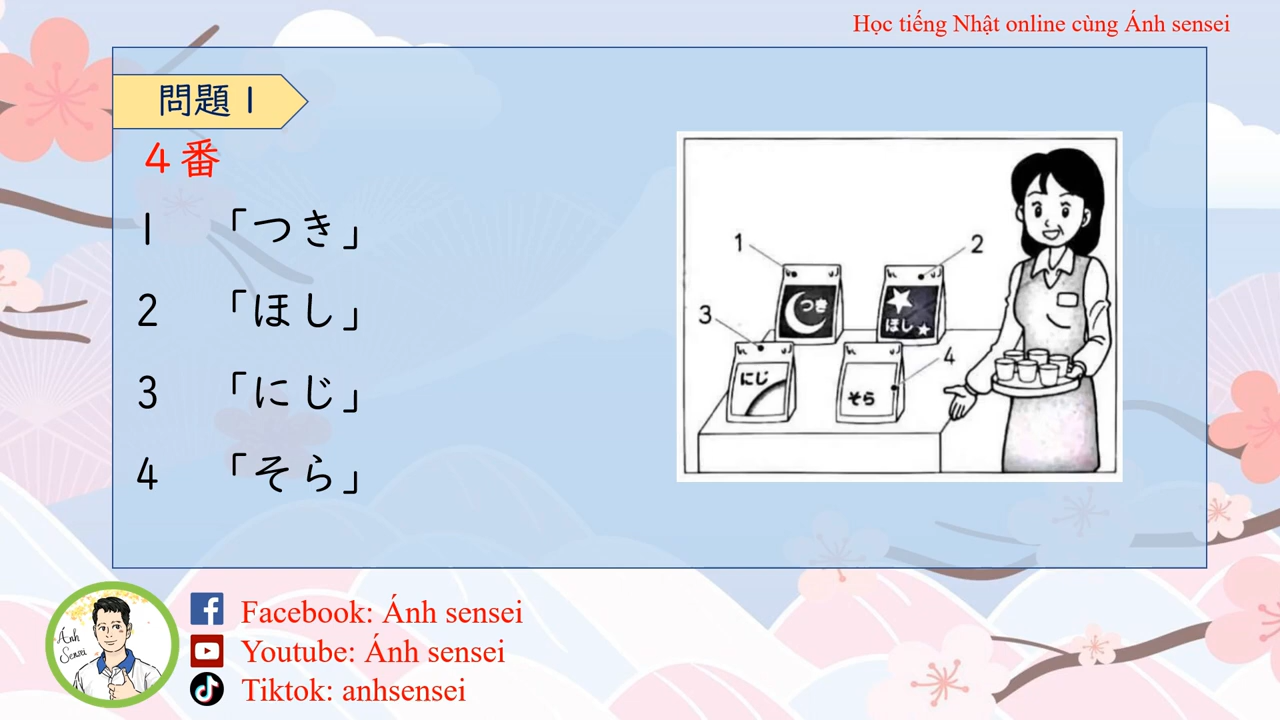 Học tiếng Nhật online cùng Ánh sensei
問題1
4番
1 「つき」
2 「ほし」
3 「にじ」
4 「そら」
1
2
つき
ほし
3
4
にじ
そら
Ánh
Sensei
Facebook: Ánh sensei
Youtube: Ánh sensei
Tiktok: anhsensei